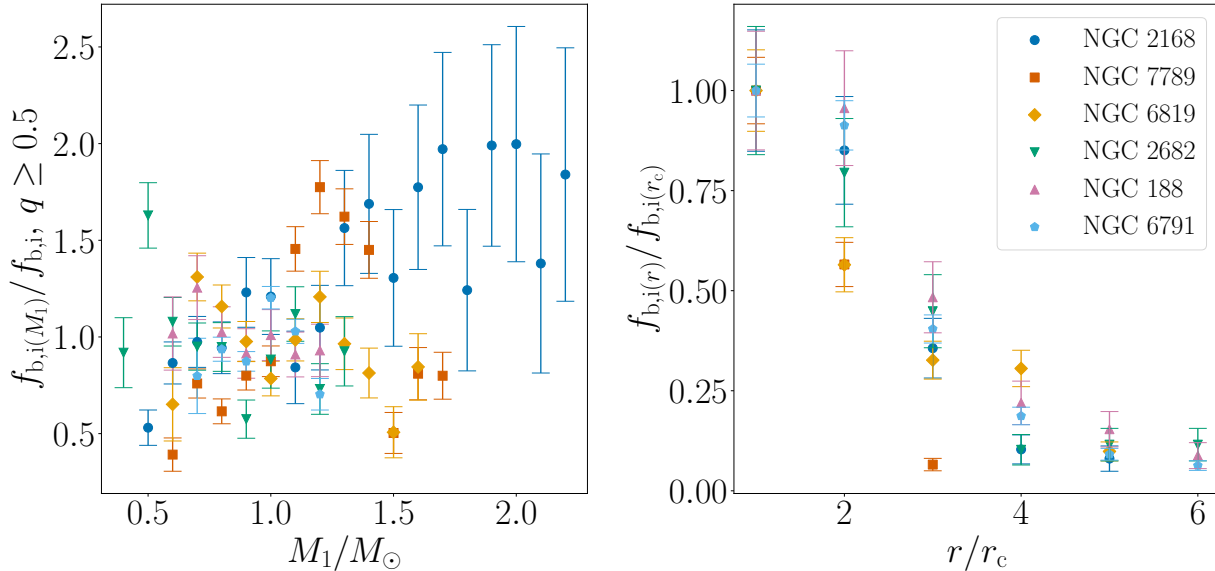 f_b,i(M_1)/f_b,i, q ≥ 0.5
2.5
2.0
1.5
1.0
0.5
0.5
1.0
1.5
2.0
M_1/M_⊙
f_b,i(r)/f_b,i(r_c)
1.00
0.75
0.50
0.25
0.00
2
4
6
r/r_c
NGC 2168
NGC 7789
NGC 6819
NGC 2682
NGC 188
NGC 6791